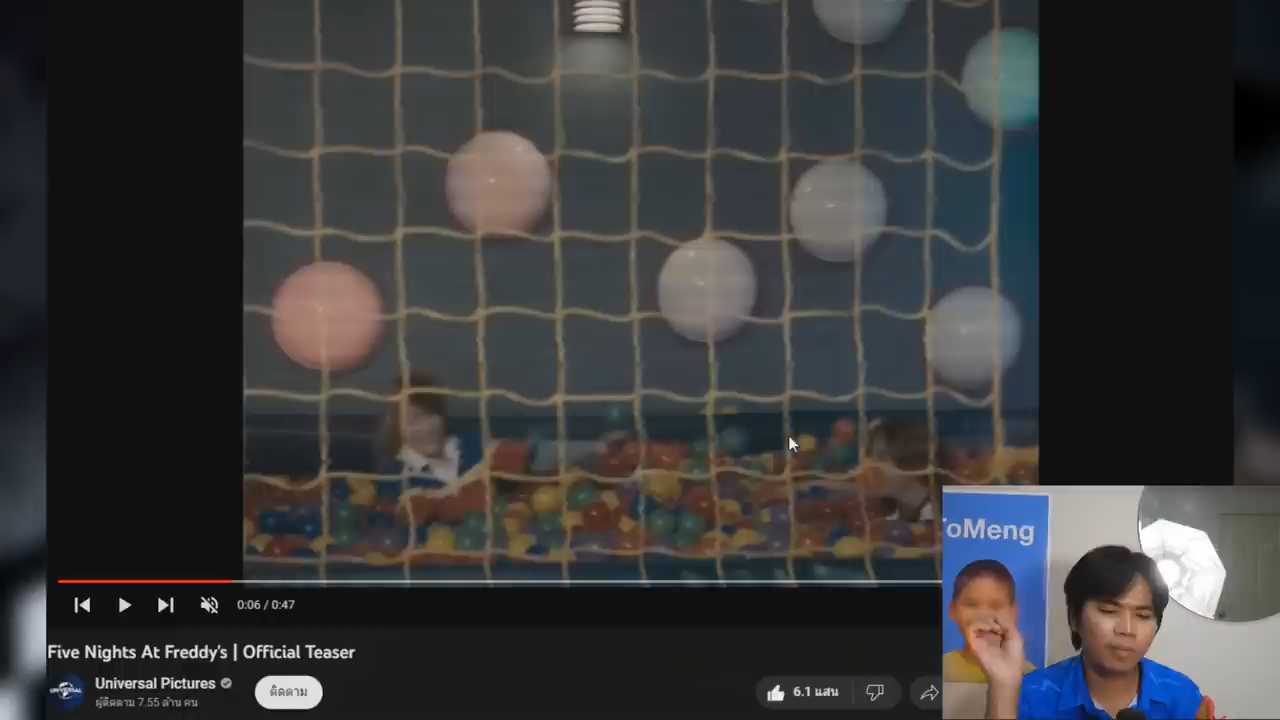 oMeng
0:06 / 0:47
Five Nights At Freddy's | Official Teaser
Universal Pictures
ผู้ติดตาม 7.55 ล้าน คน
ติดตาม
6.1 แสน
UNIVERSAL